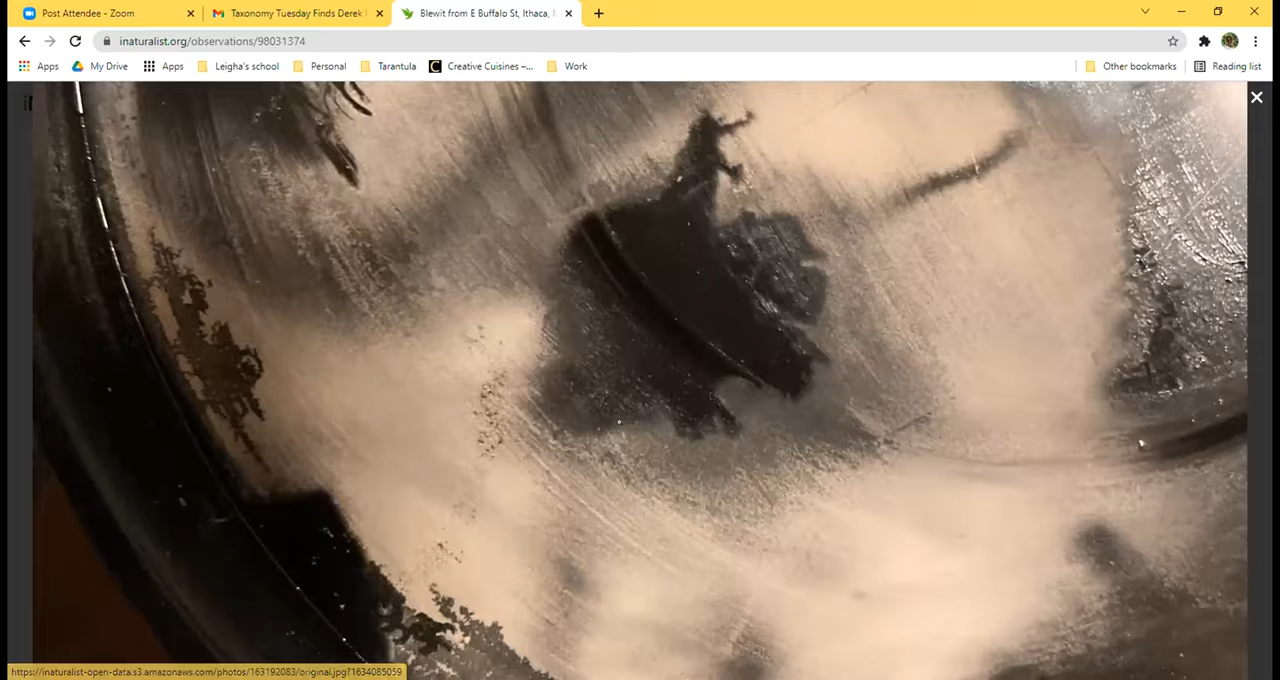 Post Attendee - Zoom
Taxonomy Tuesday Finds Derek
Blewit from E Buffalo St, Ithaca,
inaturalist.org/observations/98031374
Apps
My Drive
Apps
Leigha's school
Personal
Tarantula
Creative Cuisines –...
Work
Other bookmarks
Reading list
https://inaturalist-open-data.s3.amazonaws.com/photos/163192083/original.jpg?1634085059